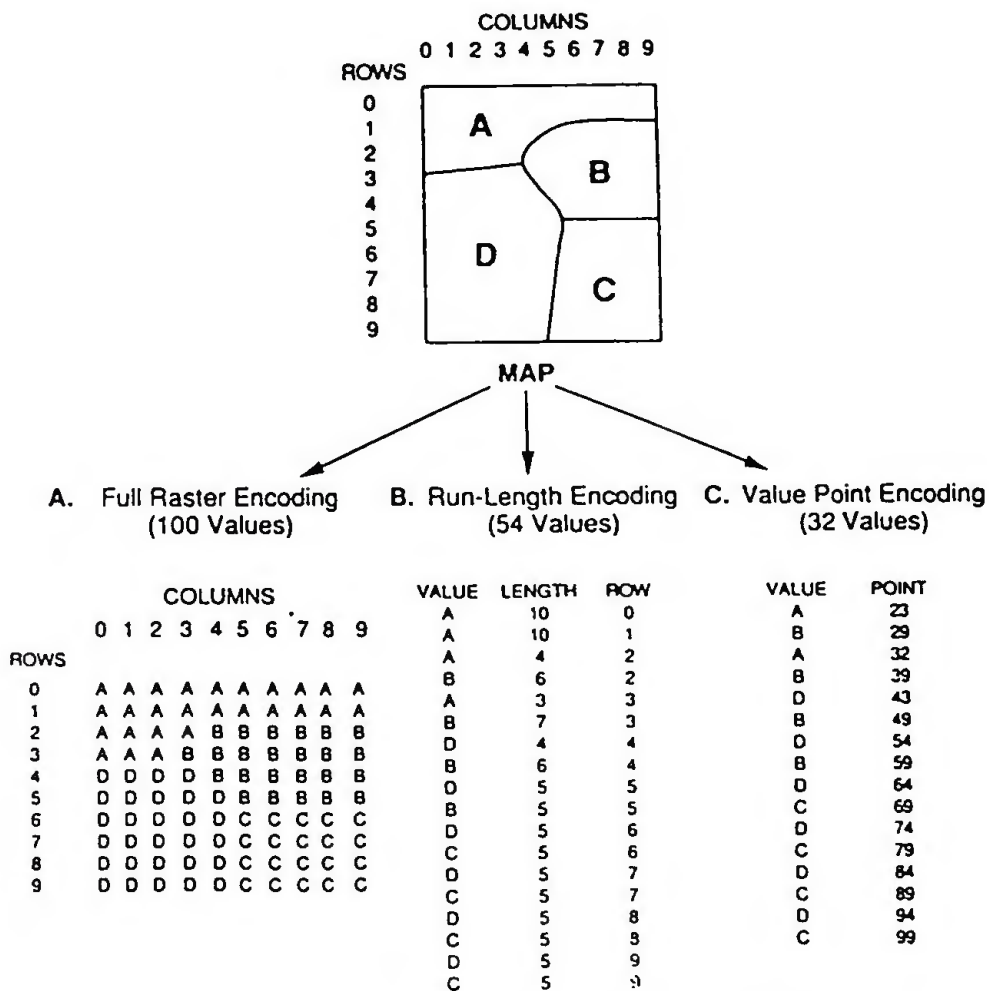 COLUMNS
0 1 2 3 4 5 6 7 8 9
ROWS
0
1
2
3
4
5
6
7
8
9
A
B
D
C
MAP
A. Full Raster Encoding
(100 Values)
COLUMNS
0 1 2 3 4 5 6 7 8 9
ROWS
0 A A A A A A A A A A
1 A A A A A A A A A A
2 A A A A B B B B B B
3 A A A B B B B B B B
4 D D D D B B B B B B
5 D D D D D B B B B B
6 D D D D D C C C C C
7 D D D D D C C C C C
8 D D D D D C C C C C
9 D D D D D C C C C C
B. Run-Length Encoding
(54 Values)
VALUE LENGTH ROW
A 10 0
A 10 1
A 4 2
B 6 2
A 3 3
B 7 3
D 4 4
B 6 4
D 5 5
B 5 5
D 5 6
C 5 6
D 5 7
C 5 7
D 5 8
C 5 8
D 5 9
C 5 9
C. Value Point Encoding
(32 Values)
VALUE POINT
A 23
B 29
A 32
B 39
D 43
B 49
D 54
B 59
D 64
C 69
D 74
C 79
D 84
C 89
D 94
C 99